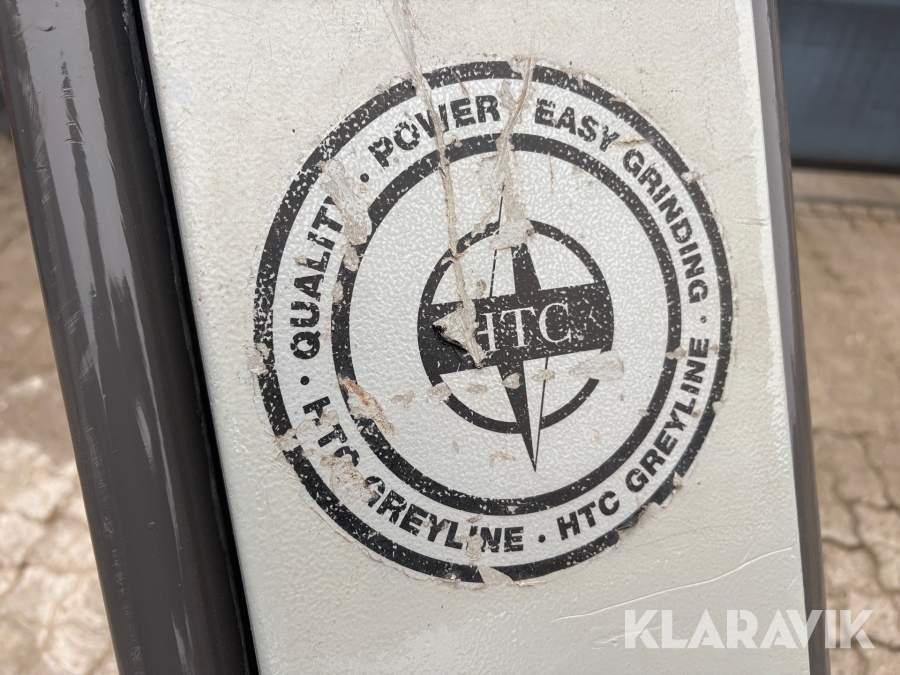 QUALITY · POWER · EASY GRINDING · HTC GREYLINE · HTC GREYLINE ·
HTC
KLARAVIK